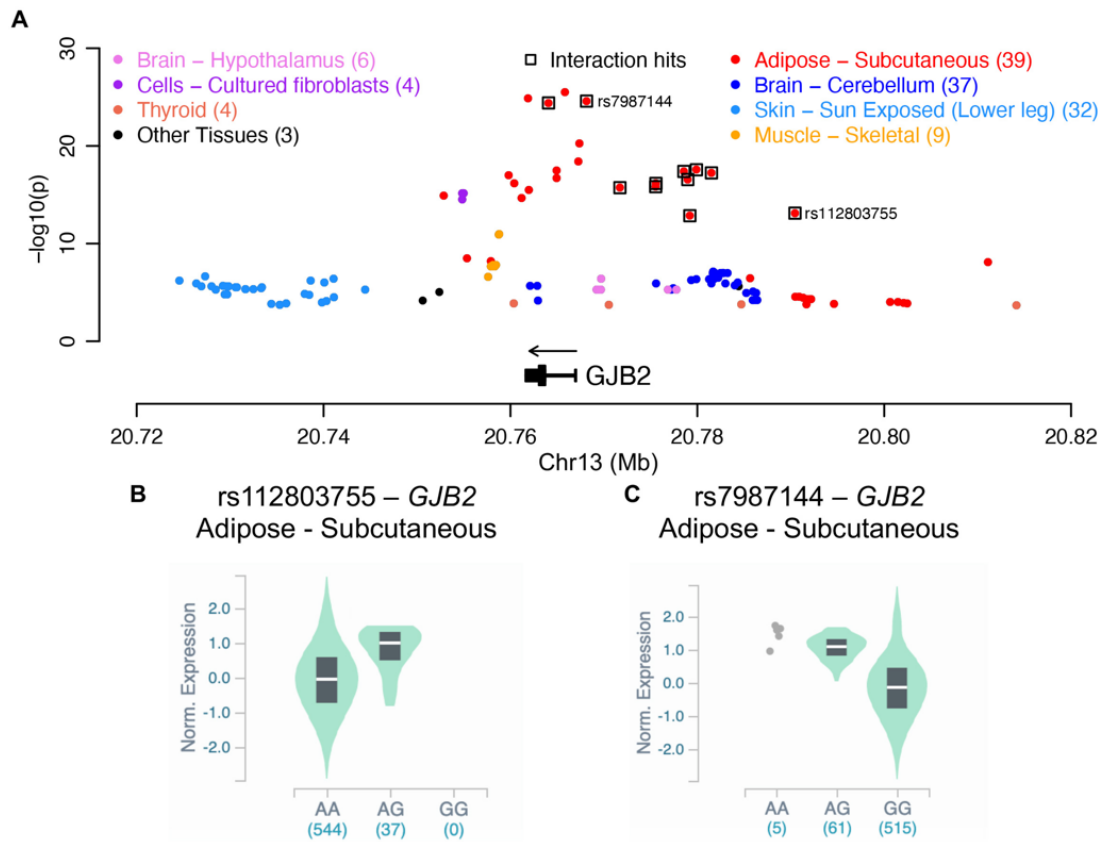 A
30
20
10
0
−log10(p)
Brain − Hypothalamus (6)
Cells − Cultured fibroblasts (4)
Thyroid (4)
Other Tissues (3)
Interaction hits
Adipose − Subcutaneous (39)
Brain − Cerebellum (37)
Skin − Sun Exposed (Lower leg) (32)
Muscle − Skeletal (9)
rs7987144
rs112803755
GJB2
20.72 20.74 20.76 20.78 20.80 20.82
Chr13 (Mb)
B
rs112803755 – GJB2
Adipose - Subcutaneous
Norm. Expression
2.0
1.0
0.0
-1.0
-2.0
AA AG GG
(544) (37) (0)
C
rs7987144 – GJB2
Adipose - Subcutaneous
Norm. Expression
2.0
1.0
0.0
-1.0
-2.0
AA AG GG
(5) (61) (515)